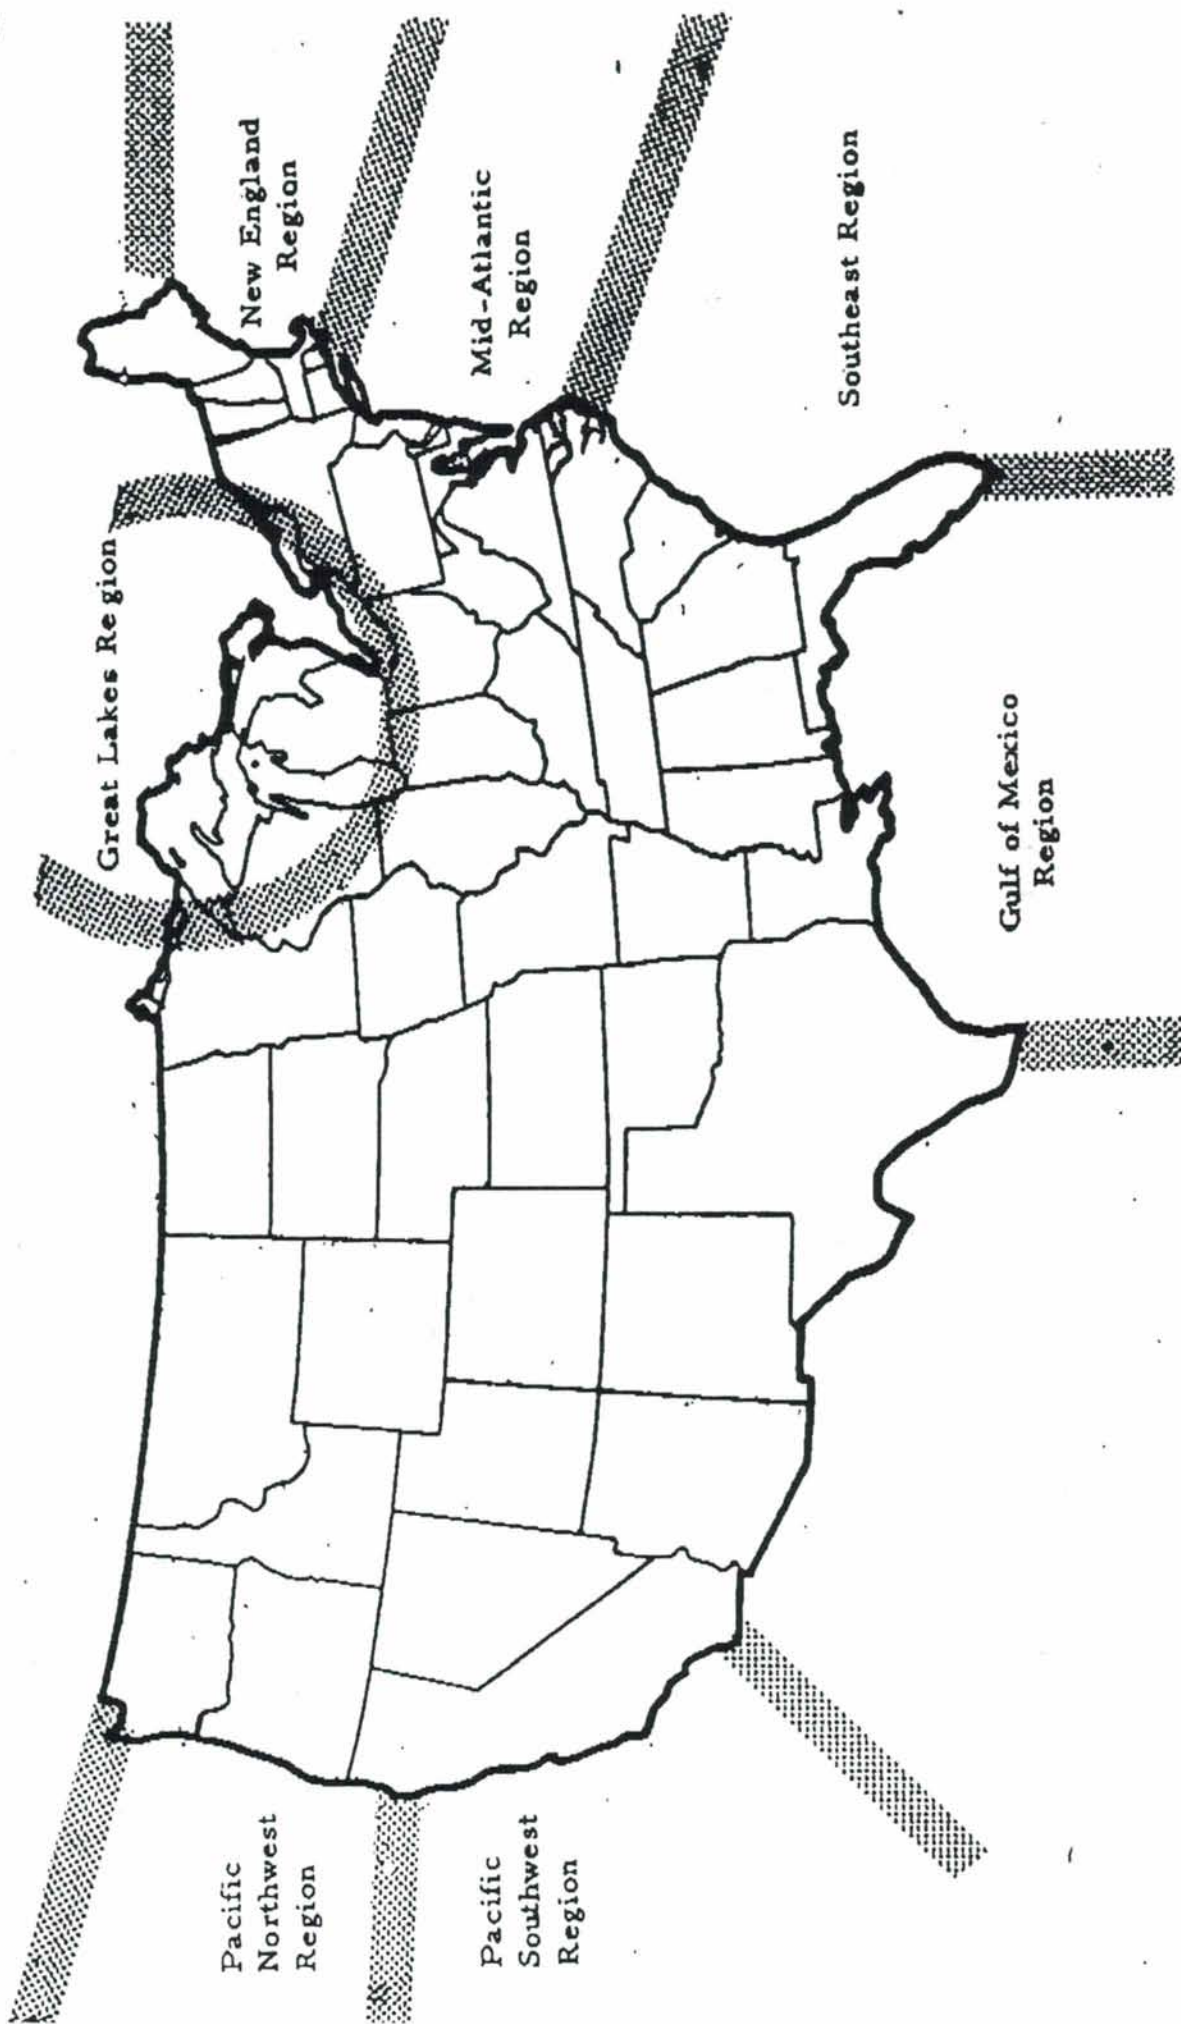 Great Lakes Region
New England
Region
Mid-Atlantic
Region
Southeast Region
Gulf of Mexico
Region
Pacific
Northwest
Region
Pacific
Southwest
Region